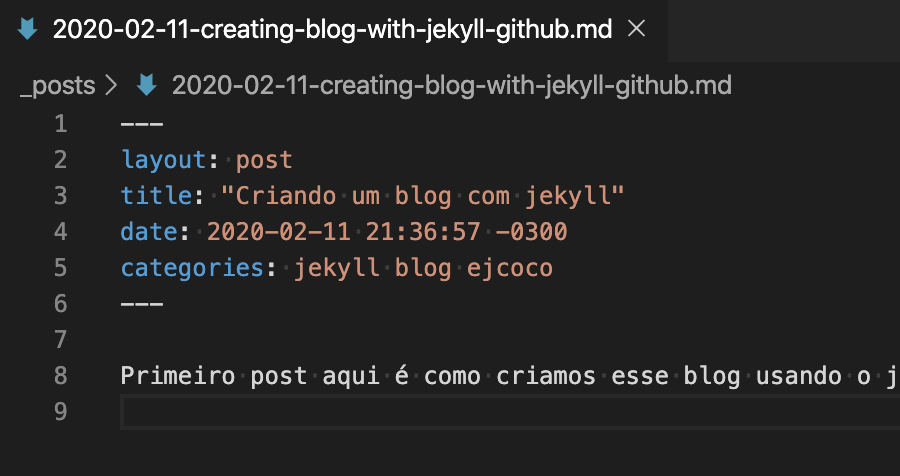 2020-02-11-creating-blog-with-jekyll-github.md
_posts > 2020-02-11-creating-blog-with-jekyll-github.md
1 ---
2 layout: post
3 title: "Criando um blog com jekyll"
4 date: 2020-02-11 21:36:57 -0300
5 categories: jekyll blog ejcoco
6 ---
7
8 Primeiro post aqui é como criamos esse blog usando o j
9